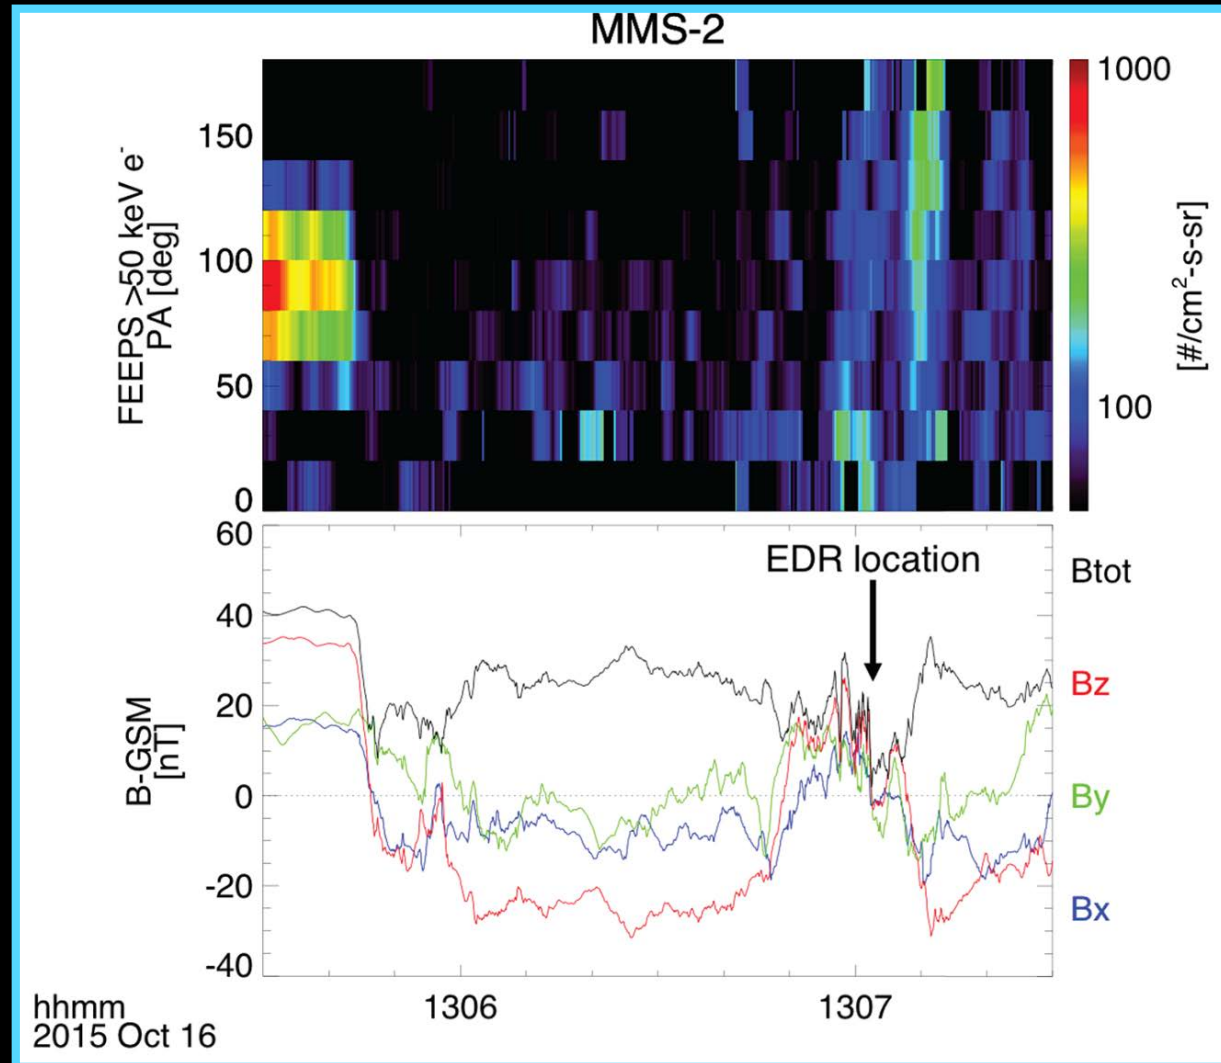 MMS-2
FEEPS >50 keV e-
PA [deg]
150
100
50
0
1000
100
[#/cm2-s-sr]
B-GSM
[nT]
60
40
20
0
-20
-40
EDR location
Btot
Bz
By
Bx
1306
1307
hhmm
2015 Oct 16